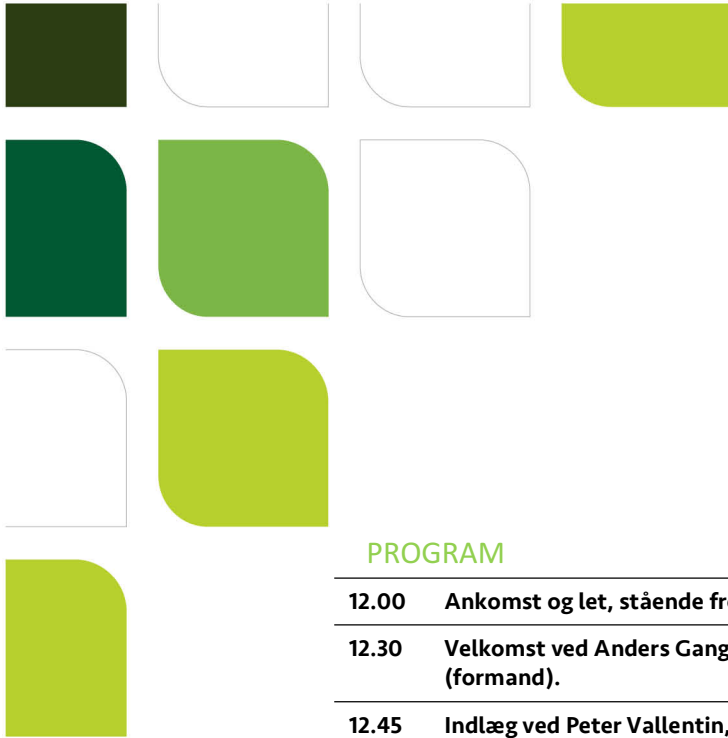 PROGRAM
12.00 Ankomst og let, stående
12.30 Velkomst ved Anders Gang
(formand).
12.45 Indlæg ved Peter Vallentin,